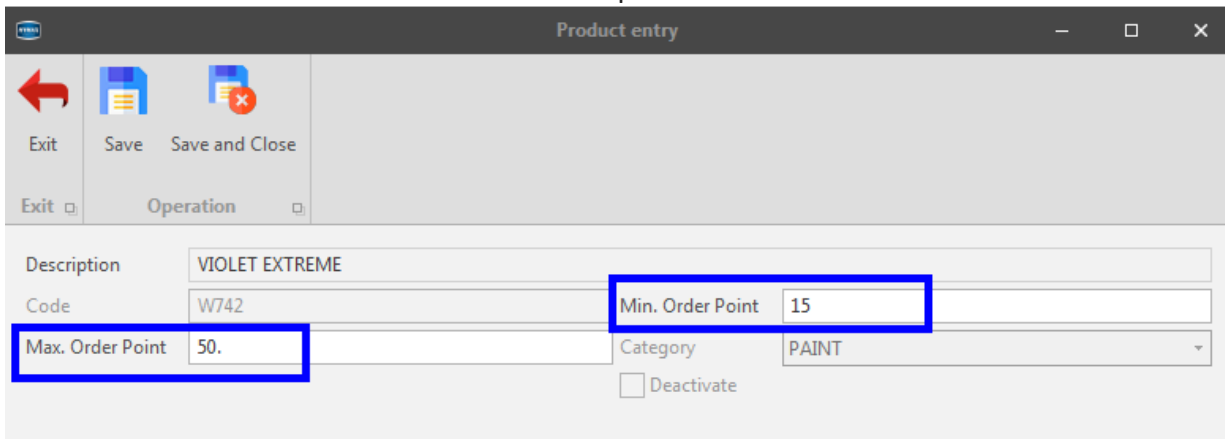 Product entry
Exit Save Save and Close
Exit Operation
Description VIOLET EXTREME
Code W742 Min. Order Point 15
Max. Order Point 50. Category PAINT
Deactivate